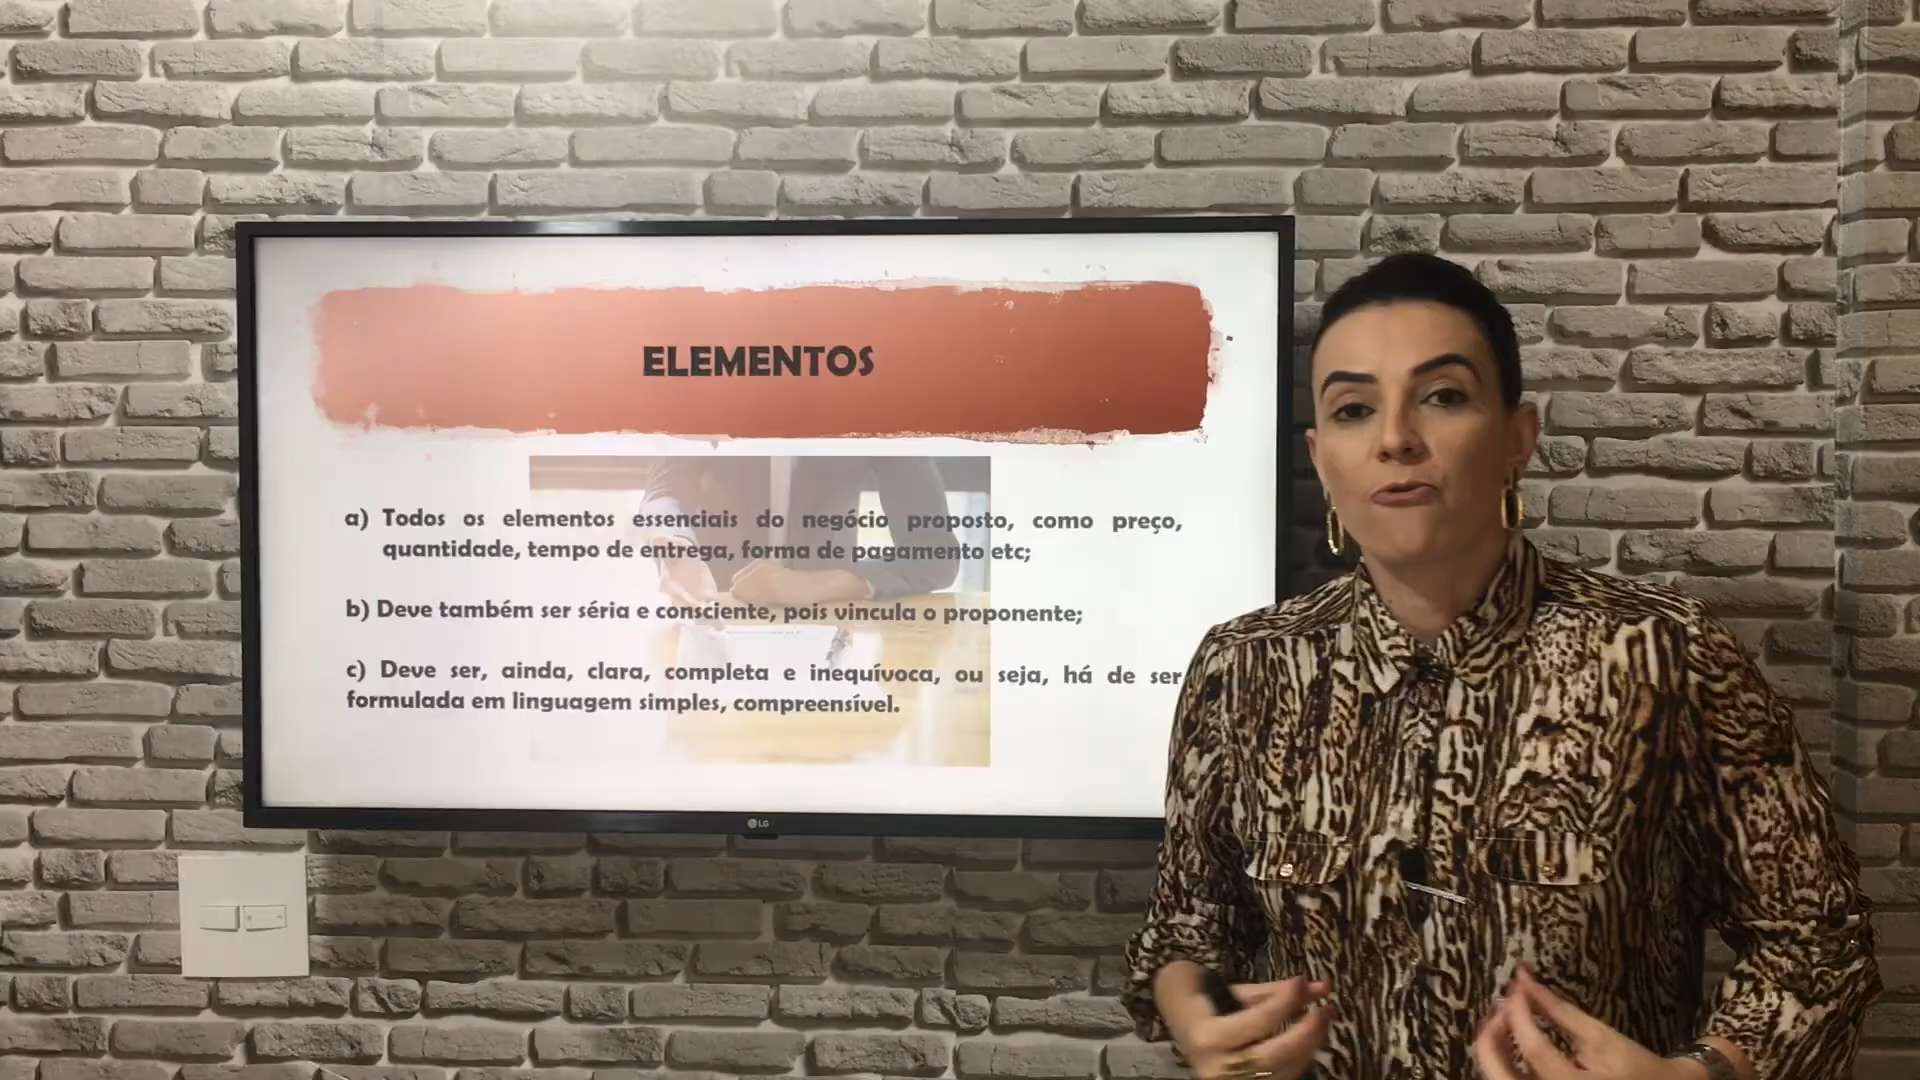 ELEMENTOS
a) Todos os elementos essenciais do negócio proposto, como preço,
quantidade, tempo de entrega, forma de pagamento etc;
b) Deve também ser séria e consciente, pois vincula o proponente;
c) Deve ser, ainda, clara, completa e inequívoca, ou seja, há de ser
formulada em linguagem simples, compreensível.
LG